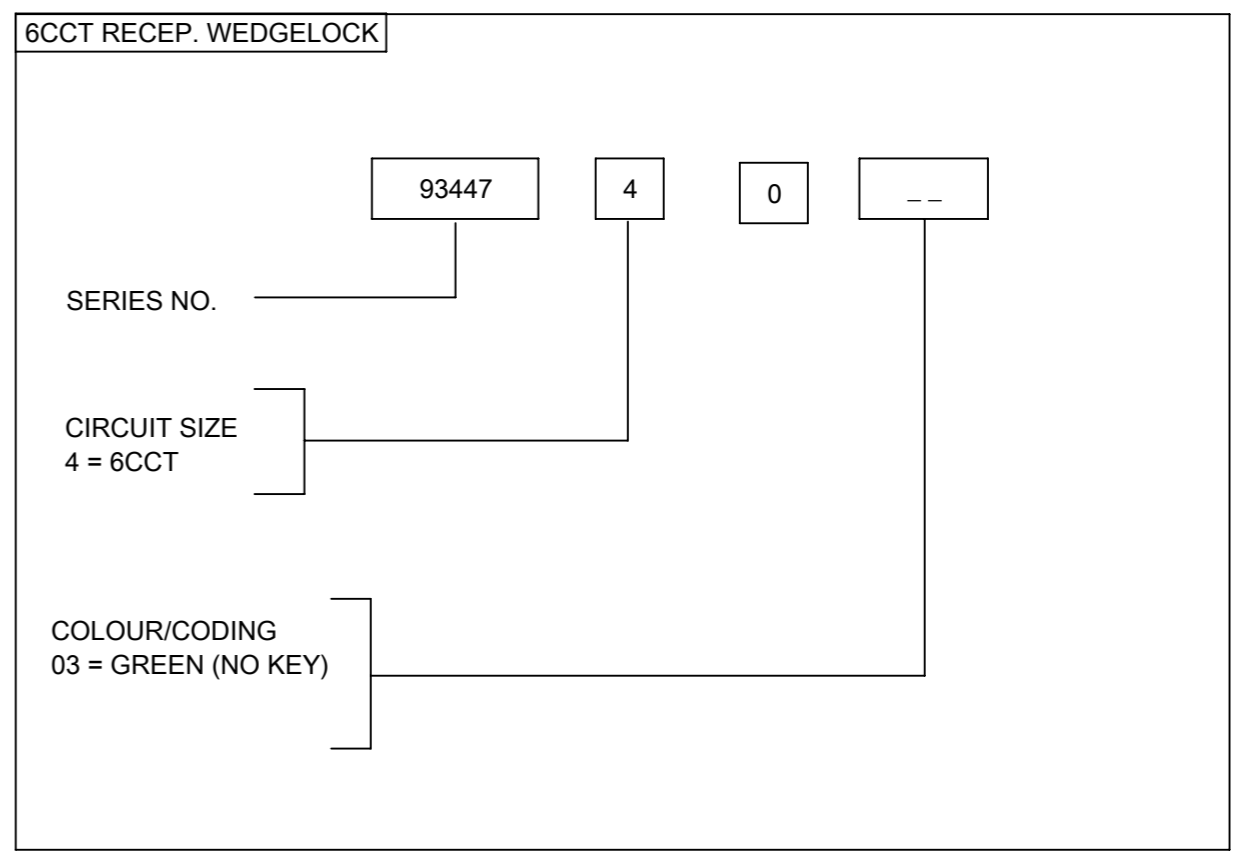 6CCT RECEP. WEDGELOCK
93447 4 0 _ _
SERIES NO.
CIRCUIT SIZE
4 = 6CCT
COLOUR/CODING
03 = GREEN (NO KEY)